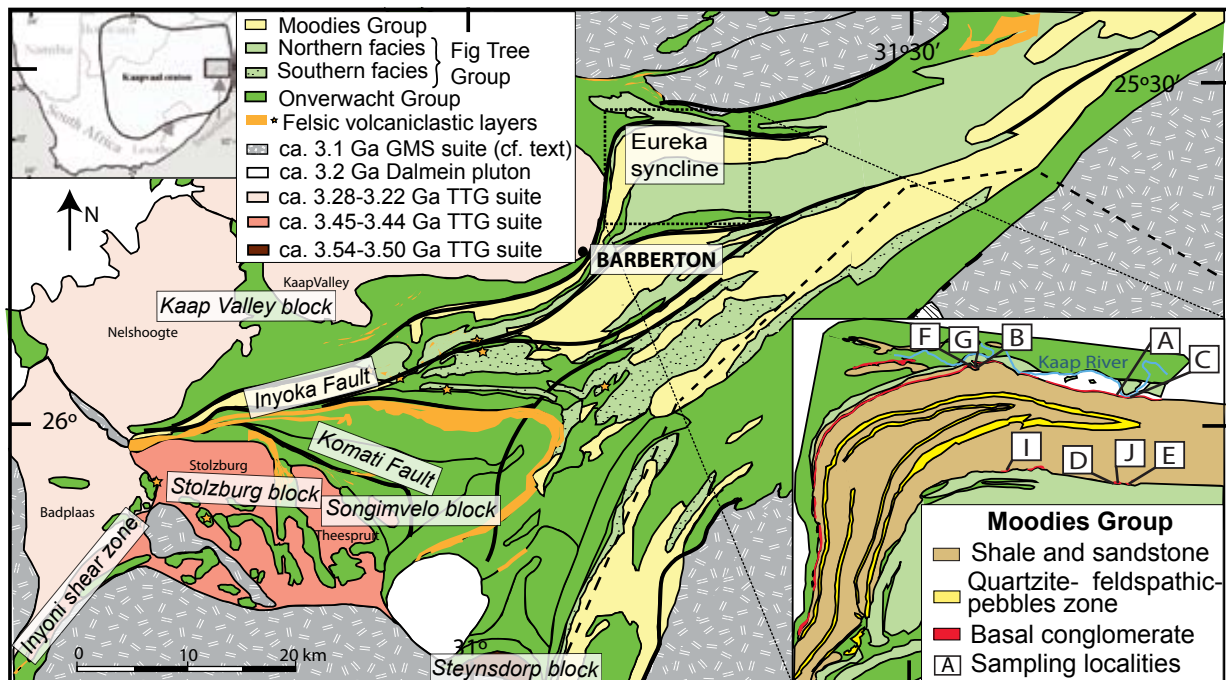 Namibia
Kaapvaal craton
South Africa
Moodies Group
Northern facies
Southern facies
Fig Tree
Group
Onverwacht Group
Felsic volcaniclastic layers
ca. 3.1 Ga GMS suite (cf. text)
ca. 3.2 Ga Dalmein pluton
ca. 3.28-3.22 Ga TTG suite
ca. 3.45-3.44 Ga TTG suite
ca. 3.54-3.50 Ga TTG suite
31º30′
25º30′
N
Eureka
syncline
BARBERTON
KaapValley
Kaap Valley block
Nelshoogte
Inyoka Fault
26º
Komati Fault
Stolzburg
Stolzburg block
Songimvelo block
Badplaas
Theespruit
Inyoni shear zone
31º
Steynsdorp block
0 10 20 km
F G B A
Kaap River
C
I D J E
Moodies Group
Shale and sandstone
Quartzite- feldspathic-
pebbles zone
Basal conglomerate
A Sampling localities